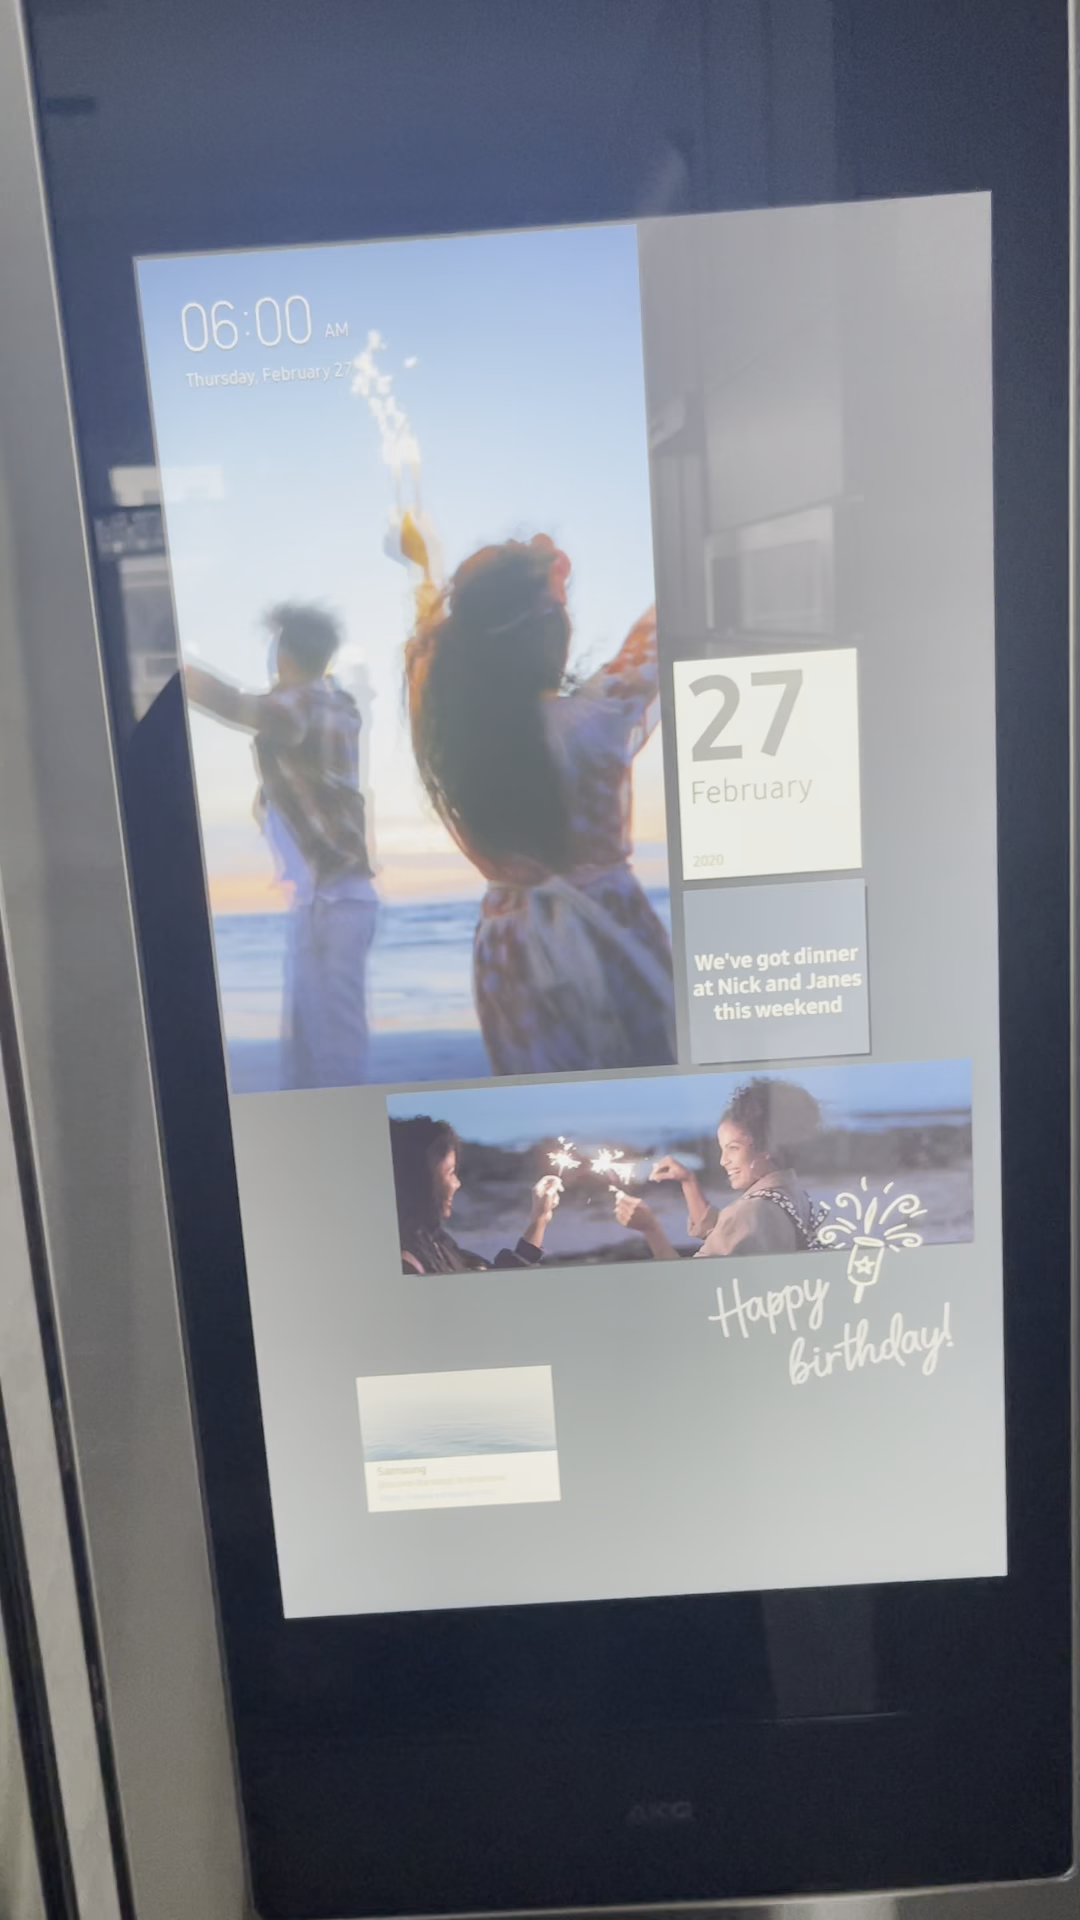 06:00 AM
Thursday, February 27
27
February
2020
We've got dinner
at Nick and Janes
this weekend
Happy
birthday!
Samsung
AKG